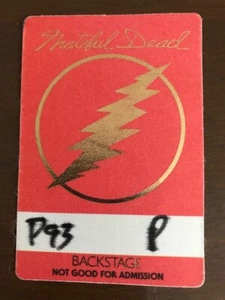 Grateful Dead
P93 P
BACKSTAGE
NOT GOOD FOR ADMISSION